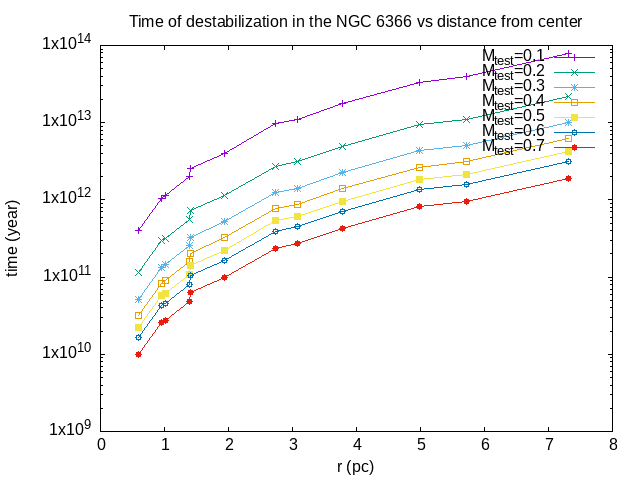 Time of destabilization in the NGC 6366 vs distance from center
1x10^14
1x10^13
1x10^12
1x10^11
1x10^10
1x10^9
time (year)
M_test=0.1
M_test=0.2
M_test=0.3
M_test=0.4
M_test=0.5
M_test=0.6
M_test=0.7
0 1 2 3 4 5 6 7 8
r (pc)